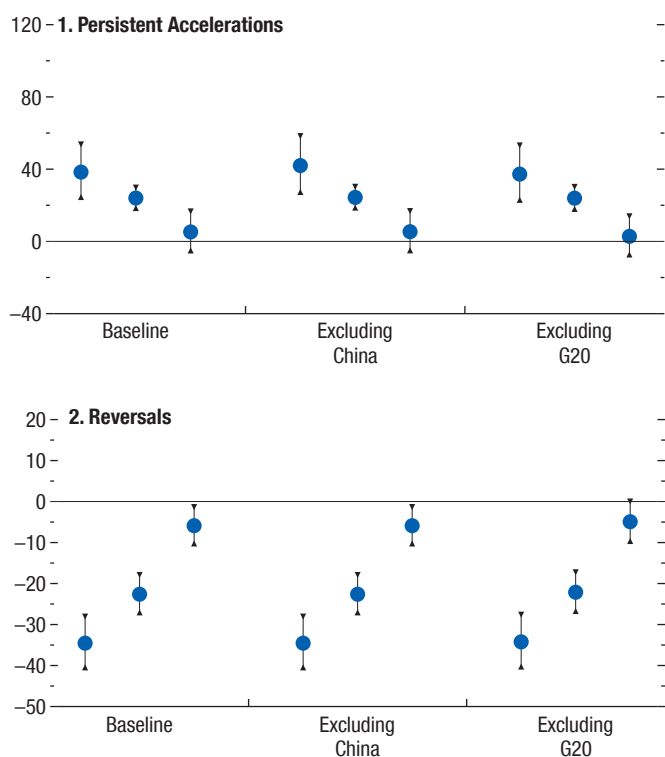 1. Persistent Accelerations
120
80
40
0
–40
Baseline
Excluding
China
Excluding
G20
2. Reversals
20
10
0
–10
–20
–30
–40
–50
Baseline
Excluding
China
Excluding
G20